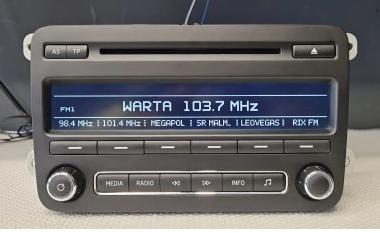 AS TP
FM1 WARTA 103.7 MHz
98.4 MHz 101.4 MHz MEGAPOL SR MALM. LEOVEGAS RIX FM
MEDIA RADIO INFO